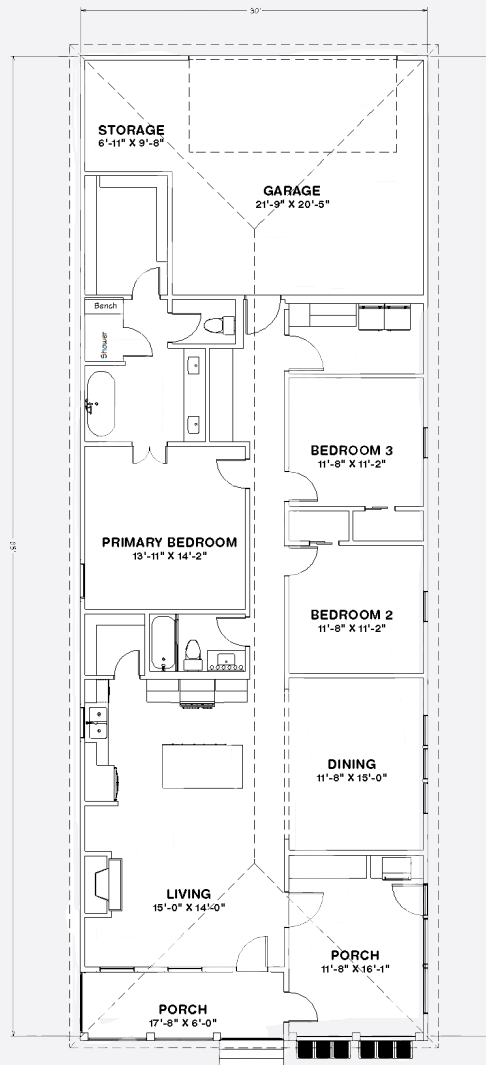 30'
STORAGE
6'-11" X 9'-8"
GARAGE
21'-9" X 20'-5"
Bench
Shower
BEDROOM 3
11'-8" X 11'-2"
PRIMARY BEDROOM
13'-11" X 14'-2"
BEDROOM 2
11'-8" X 11'-2"
DINING
11'-8" X 15'-0"
LIVING
15'-0" X 14'-0"
PORCH
11'-8" X 16'-1"
PORCH
17'-8" X 6'-0"